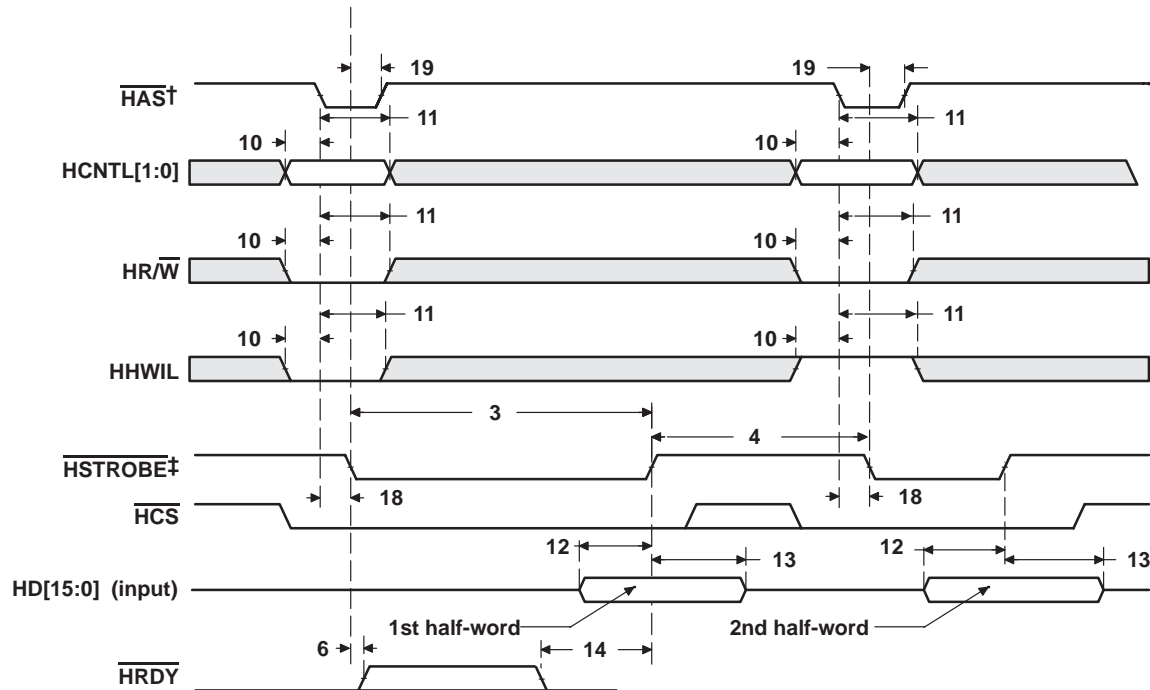 19 19
HAS†
11 11
10 10
HCNTL[1:0]
11 11
10 10
HR/W
11 11
10 10
HHWIL
3
4
HSTROBE‡
18 18
HCS
12 12
13 13
HD[15:0] (input)
1st half-word 2nd half-word
6 14
HRDY